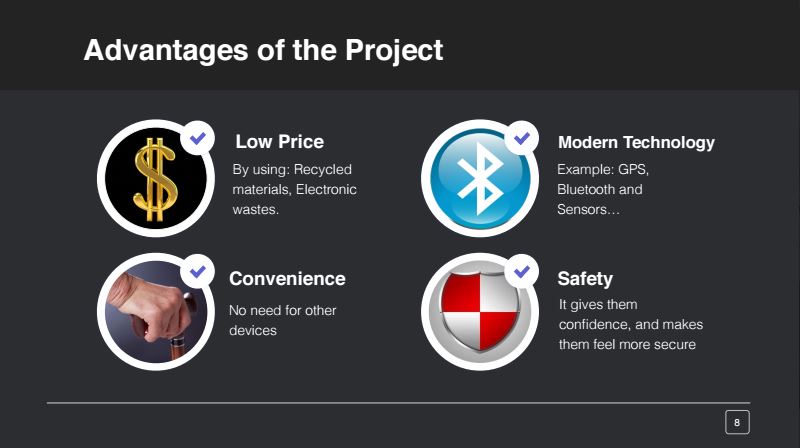 Advantages of the Project
Low Price
By using: Recycled
materials, Electronic
wastes.
Modern Technology
Example: GPS,
Bluetooth and
Sensors…
Convenience
No need for other
devices
Safety
It gives them
confidence, and makes
them feel more secure
8